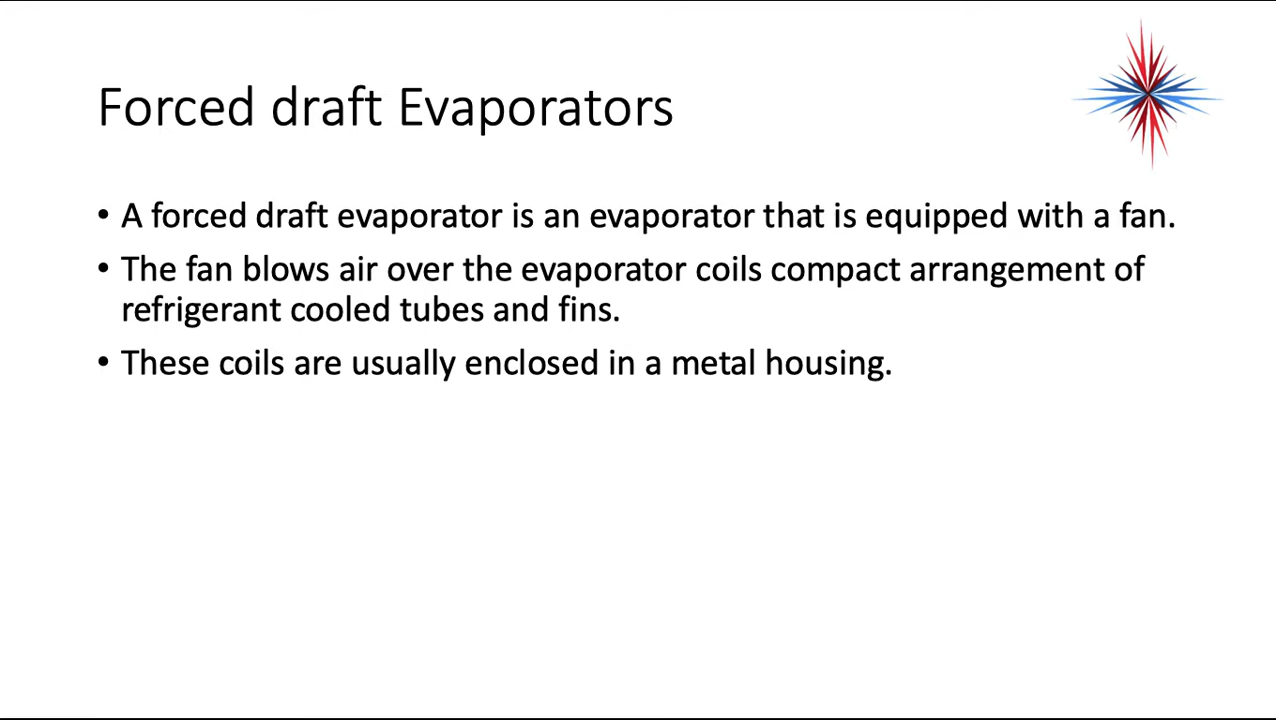 Forced draft Evaporators
• A forced draft evaporator is an evaporator that is equipped with a fan.
• The fan blows air over the evaporator coils compact arrangement of
refrigerant cooled tubes and fins.
• These coils are usually enclosed in a metal housing.